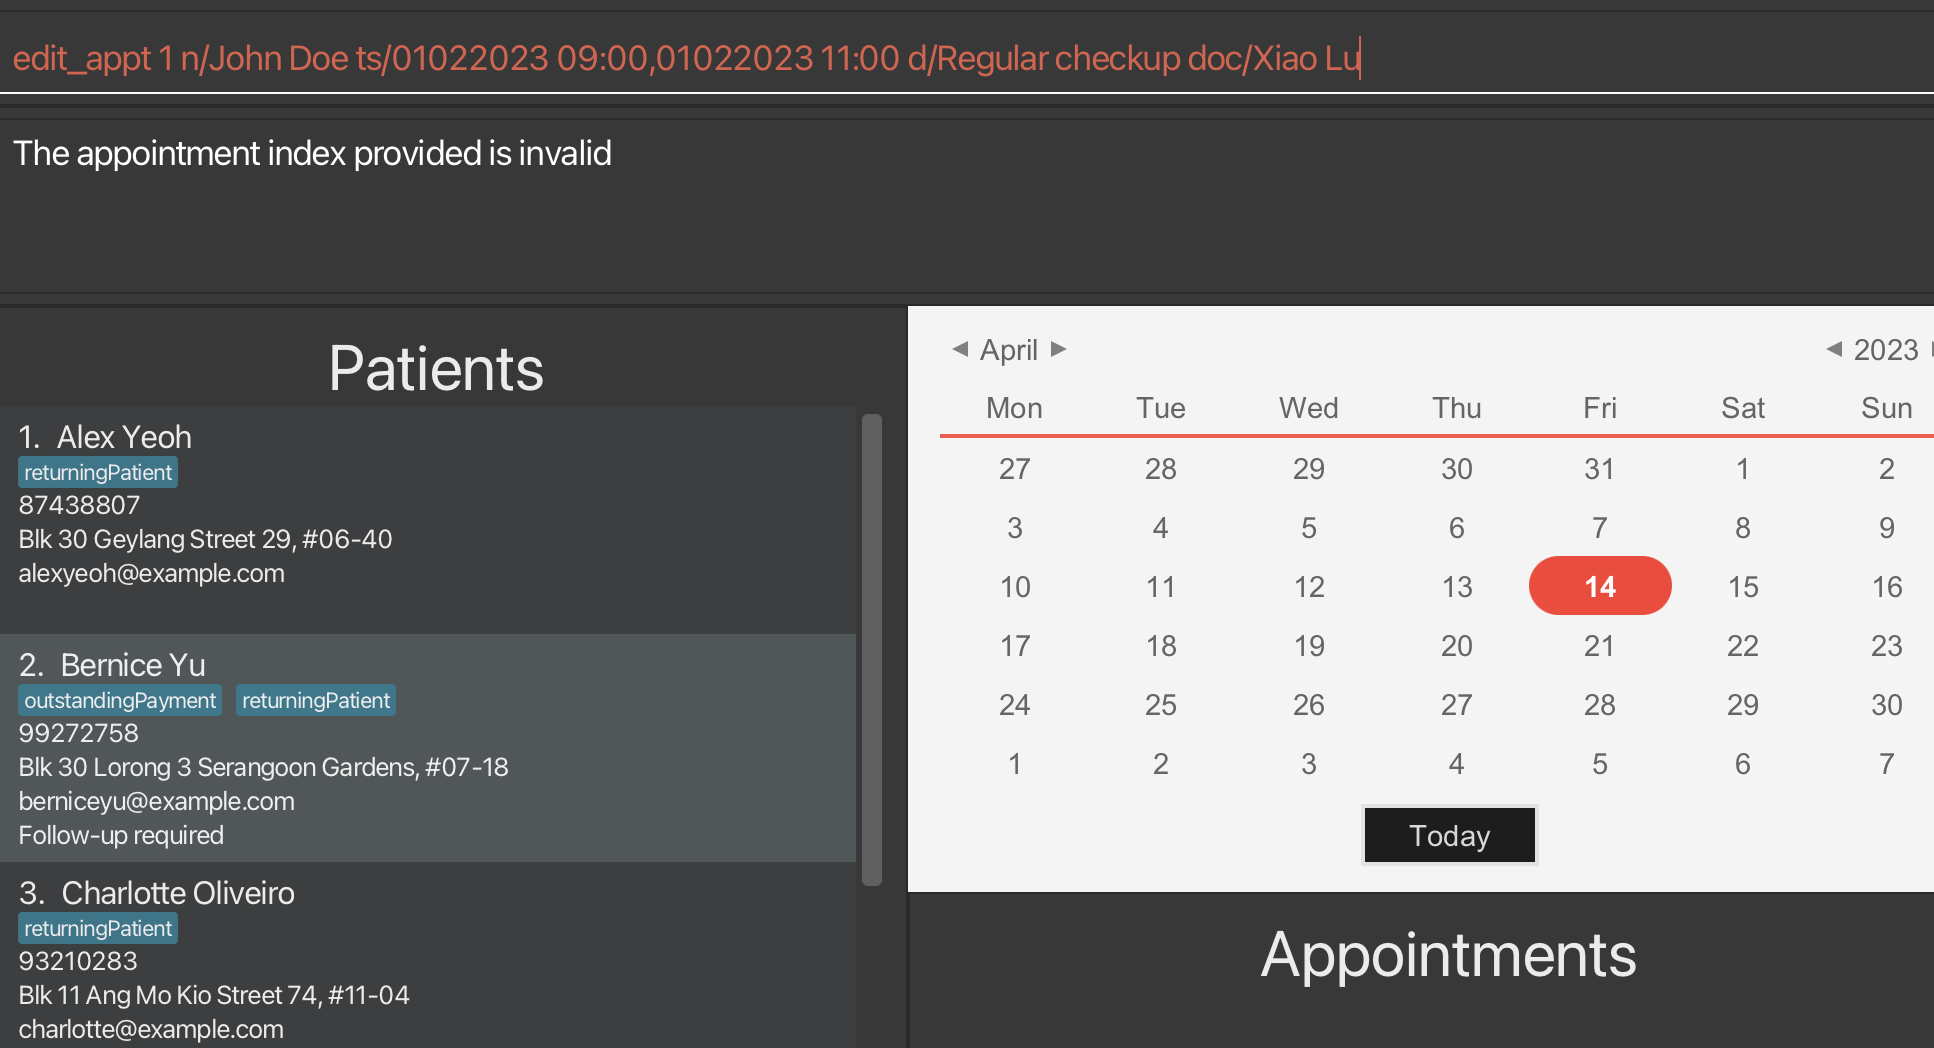 edit_appt 1 n/John Doe ts/01022023 09:00,01022023 11:00 d/Regular checkup doc/Xiao Lu
The appointment index provided is invalid
Patients
1. Alex Yeoh
returningPatient
87438807
Blk 30 Geylang Street 29, #06-40
alexyeoh@example.com
2. Bernice Yu
outstandingPayment returningPatient
99272758
Blk 30 Lorong 3 Serangoon Gardens, #07-18
berniceyu@example.com
Follow-up required
3. Charlotte Oliveiro
returningPatient
93210283
Blk 11 Ang Mo Kio Street 74, #11-04
charlotte@example.com
April 2023
Mon Tue Wed Thu Fri Sat Sun
27 28 29 30 31 1 2
3 4 5 6 7 8 9
10 11 12 13 14 15 16
17 18 19 20 21 22 23
24 25 26 27 28 29 30
1 2 3 4 5 6 7
Today
Appointments